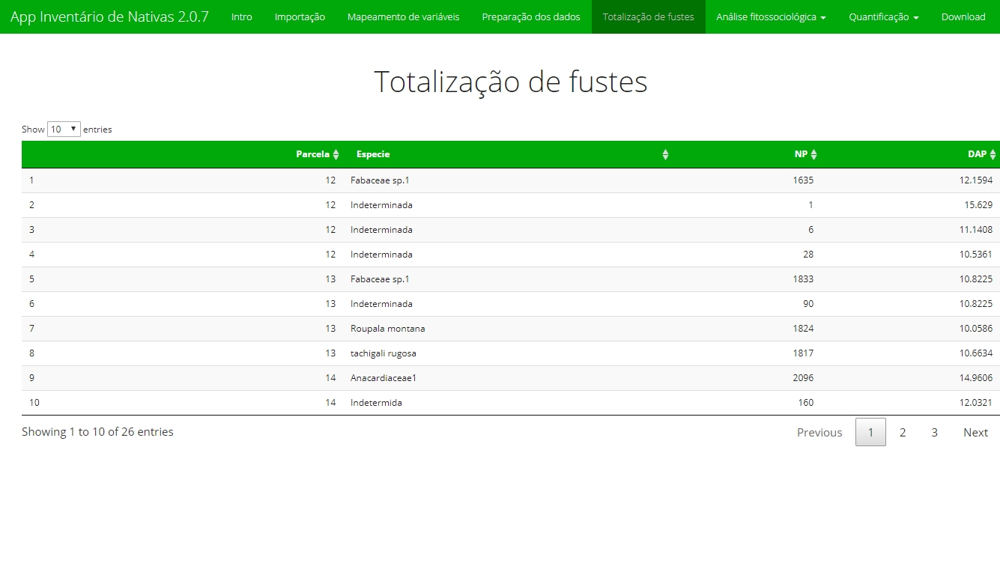 App Inventário de Nativas 2.0.7 Intro Importação Mapeamento de variáveis Preparação dos dados Totalização de fustes Análise fitossociológica Quantificação Download
Totalização de fustes
Show 10 entries
Parcela Especie NP DAP
1 12 Fabaceae sp.1 1635 12.1594
2 12 Indeterminada 1 15.629
3 12 Indeterminada 6 11.1408
4 12 Indeterminada 28 10.5361
5 13 Fabaceae sp.1 1833 10.8225
6 13 Indeterminada 90 10.8225
7 13 Roupala montana 1824 10.0586
8 13 tachigali rugosa 1817 10.6634
9 14 Anacardiaceae1 2096 14.9606
10 14 Indetermida 160 12.0321
Showing 1 to 10 of 26 entries Previous 1 2 3 Next